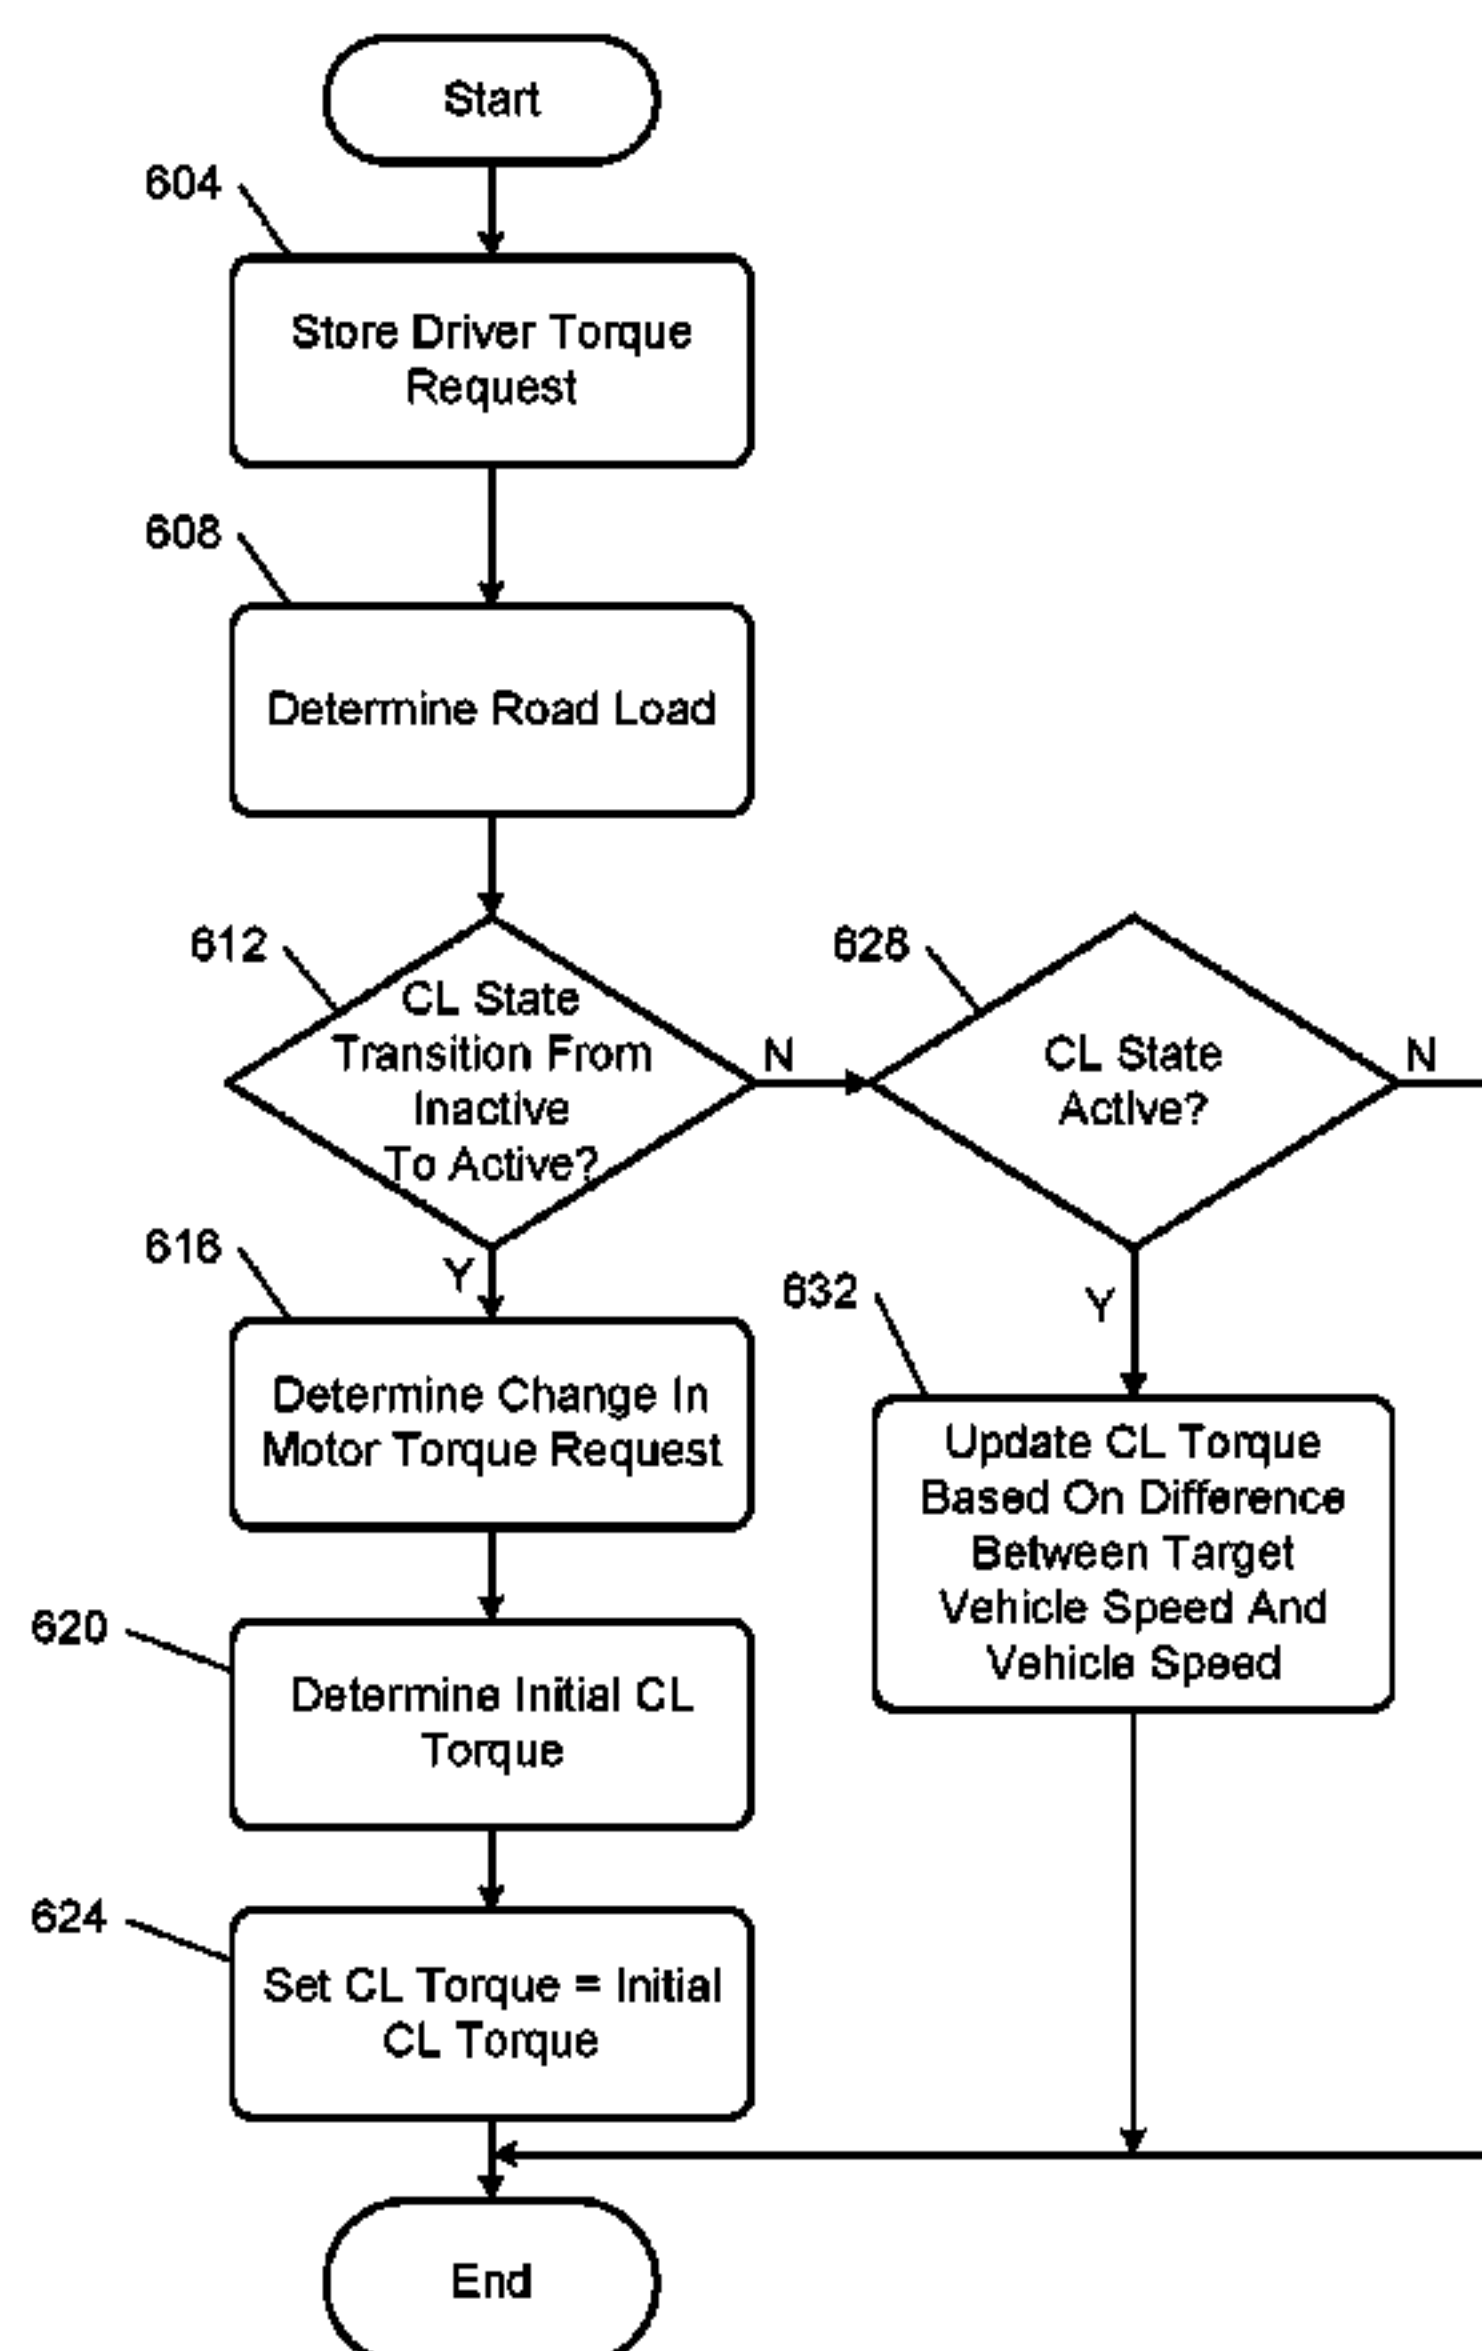 Start
604
Store Driver Torque
Request
608
Determine Road Load
612
CL State
Transition From
Inactive
To Active?
N
628
CL State
Active?
N
Y
616
Determine Change In
Motor Torque Request
Y
632
Update CL Torque
Based On Difference
Between Target
Vehicle Speed And
Vehicle Speed
620
Determine Initial CL
Torque
624
Set CL Torque = Initial
CL Torque
End